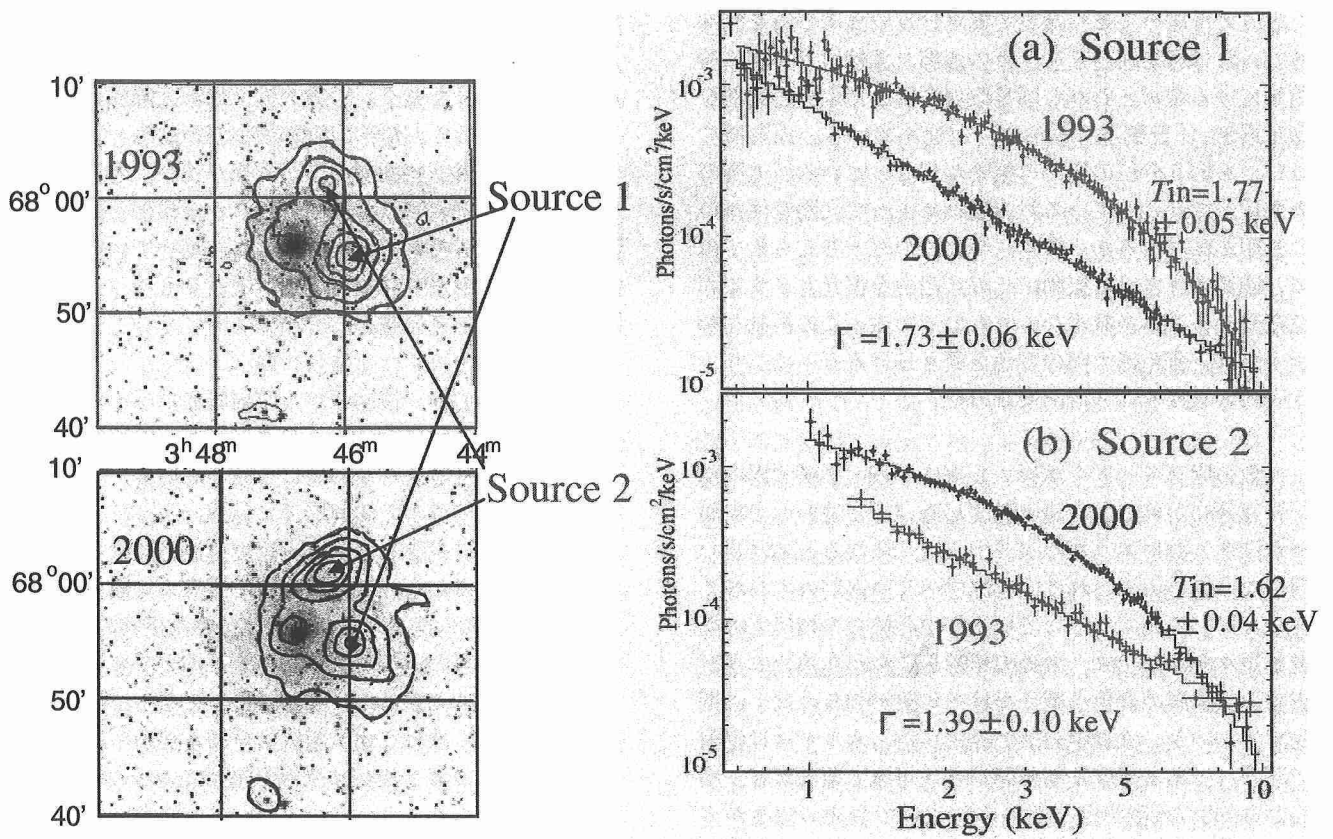 10'
1993
68° 00'
50'
40'
3ʰ 48ᵐ
46ᵐ
44ᵐ
10'
2000
68° 00'
50'
40'
Source 1
Source 2
(a) Source 1
10⁻³
10⁻⁴
10⁻⁵
Photons/s/cm²/keV
1993
Tin=1.77
±0.05 keV
2000
Γ=1.73±0.06 keV
(b) Source 2
10⁻³
10⁻⁴
10⁻⁵
Photons/s/cm²/keV
2000
Tin=1.62
±0.04 keV
1993
Γ=1.39±0.10 keV
1 2 3 5 10
Energy (keV)